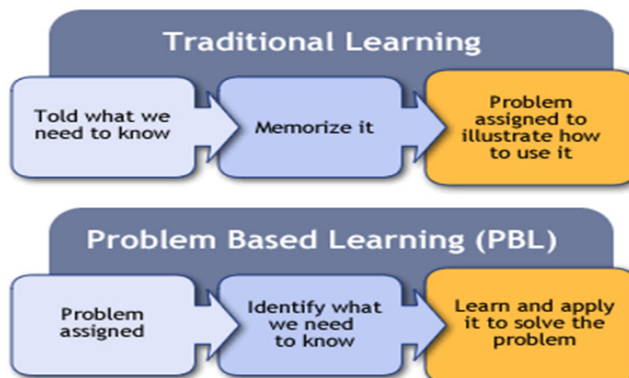 Traditional Learning
Told what we
need to know
Memorize it
Problem
assigned to
illustrate how
to use it
Problem Based Learning (PBL)
Problem
assigned
Identify what
we need
to know
Learn and apply
it to solve the
problem